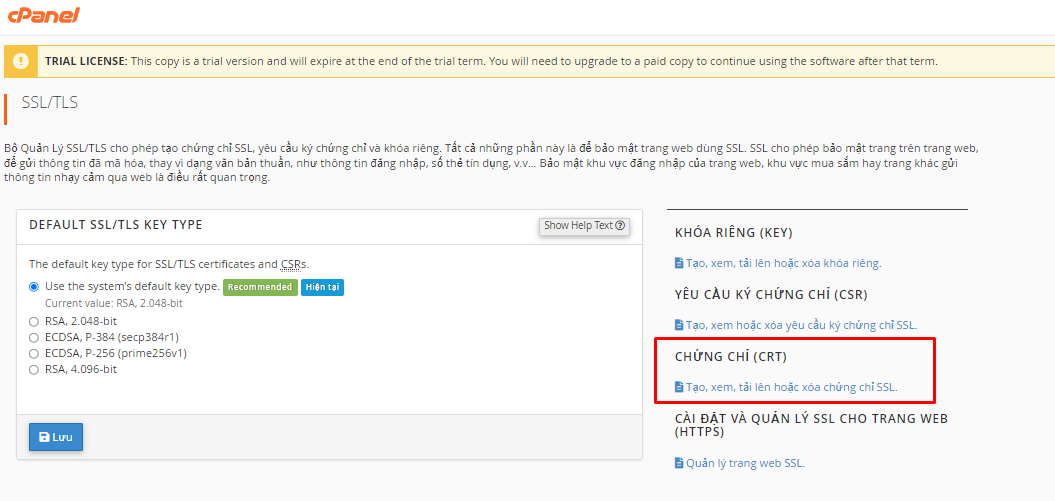 cPanel
TRIAL LICENSE: This copy is a trial version and will expire at the end of the trial term. You will need to upgrade to a paid copy to continue using the software after that term.
SSL/TLS
Bộ Quản Lý SSL/TLS cho phép tạo chứng chỉ SSL, yêu cầu ký chứng chỉ và khóa riêng. Tất cả những phần này là để bảo mật trang web dùng SSL. SSL cho phép bảo mật trang trên trang web,
để gửi thông tin đã mã hóa, thay vì dạng văn bản thuần, như thông tin đăng nhập, số thẻ tín dụng, v.v... Bảo mật khu vực đăng nhập của trang web, khu vực mua sắm hay trang khác gửi
thông tin nhạy cảm qua web là điều rất quan trọng.
DEFAULT SSL/TLS KEY TYPE
Show Help Text
The default key type for SSL/TLS certificates and CSRs.
Use the system's default key type. Recommended Hiện tại
Current value: RSA, 2.048-bit
RSA, 2.048-bit
ECDSA, P-384 (secp384r1)
ECDSA, P-256 (prime256v1)
RSA, 4.096-bit
Lưu
KHÓA RIÊNG (KEY)
Tạo, xem, tải lên hoặc xóa khóa riêng.
YÊU CẦU KÝ CHỨNG CHỈ (CSR)
Tạo, xem hoặc xóa yêu cầu ký chứng chỉ SSL.
CHỨNG CHỈ (CRT)
Tạo, xem, tải lên hoặc xóa chứng chỉ SSL.
CÀI ĐẶT VÀ QUẢN LÝ SSL CHO TRANG WEB
(HTTPS)
Quản lý trang web SSL.